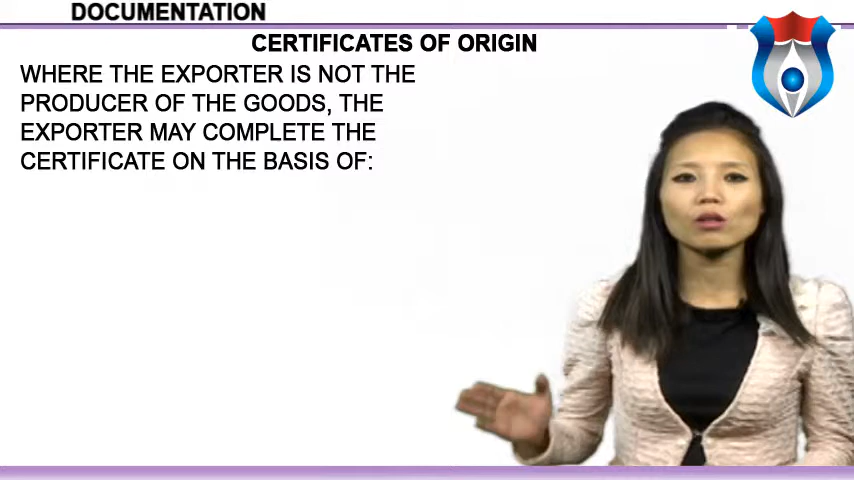 DOCUMENTATION
CERTIFICATES OF ORIGIN
WHERE THE EXPORTER IS NOT THE
PRODUCER OF THE GOODS, THE
EXPORTER MAY COMPLETE THE
CERTIFICATE ON THE BASIS OF: